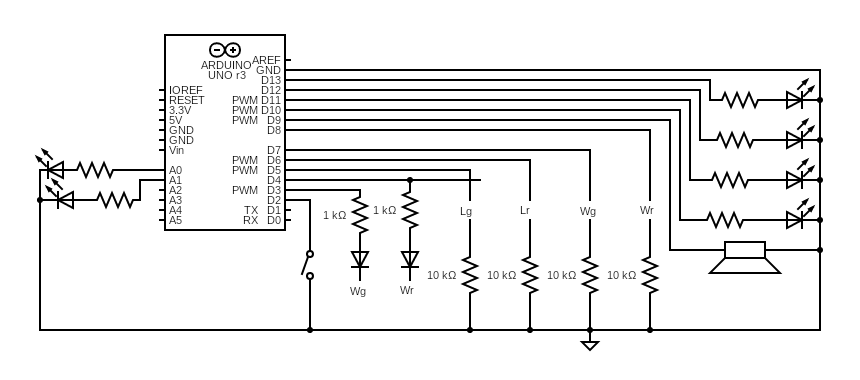 AREF
ARDUINO GND
UNO r3 D13
D12
IOREF
RESET PWM D11
3.3V PWM D10
5V PWM D9
GND D8
GND
Vin D7
PWM D6
A0 PWM D5
A1 D4
A2 PWM D3
A3 D2
A4 TX D1
A5 RX D0
1 kΩ 1 kΩ Lg Lr Wg Wr
10 kΩ 10 kΩ 10 kΩ 10 kΩ
Wg Wr